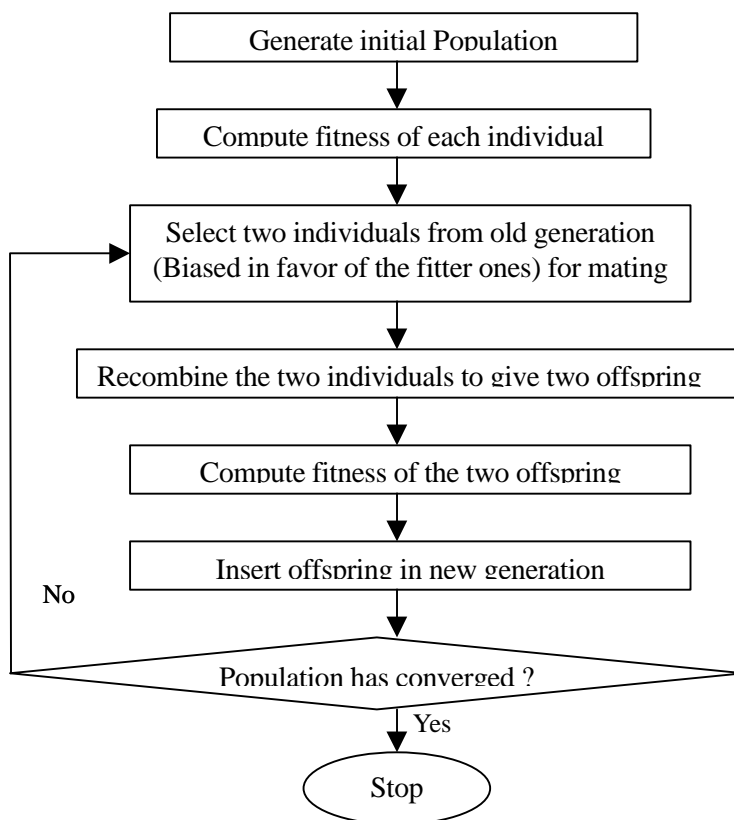 Generate initial Population
Compute fitness of each individual
Select two individuals from old generation
(Biased in favor of the fitter ones) for mating
Recombine the two individuals to give two offspring
Compute fitness of the two offspring
Insert offspring in new generation
No
Population has converged ?
Yes
Stop